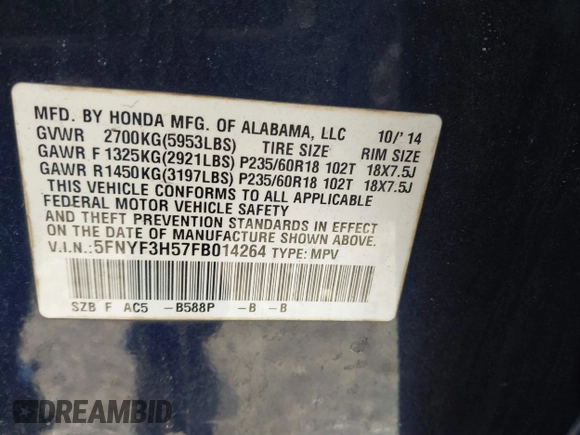 MFD. BY HONDA MFG. OF ALABAMA, LLC 10/'14
GVWR 2700KG(5953LBS) TIRE SIZE RIM SIZE
GAWR F 1325KG(2921LBS) P235/60R18 102T 18X7.5J
GAWR R1450KG(3197LBS) P235/60R18 102T 18X7.5J
THIS VEHICLE CONFORMS TO ALL APPLICABLE
FEDERAL MOTOR VEHICLE SAFETY
AND THEFT PREVENTION STANDARDS IN EFFECT
ON THE DATE OF MANUFACTURE SHOWN ABOVE.
V.I.N.:5FNYF3H57FB014264 TYPE: MPV
SZB F AC5 -B588P -B -B
DREAMBID